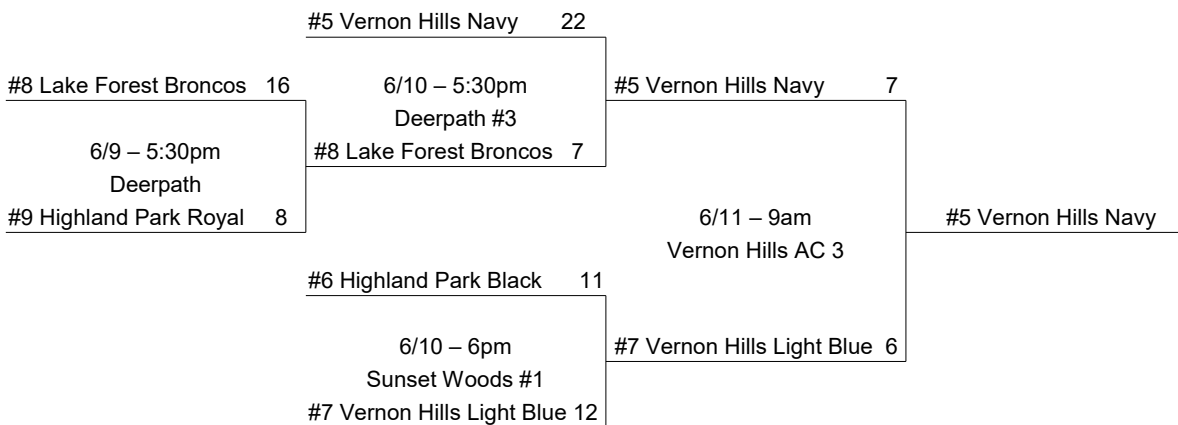 #5 Vernon Hills Navy 22
#8 Lake Forest Broncos 16
6/10 – 5:30pm
#5 Vernon Hills Navy 7
Deerpath #3
6/9 – 5:30pm
#8 Lake Forest Broncos 7
Deerpath
#9 Highland Park Royal 8
6/11 – 9am
#5 Vernon Hills Navy
Vernon Hills AC 3
#6 Highland Park Black 11
6/10 – 6pm
#7 Vernon Hills Light Blue 6
Sunset Woods #1
#7 Vernon Hills Light Blue 12